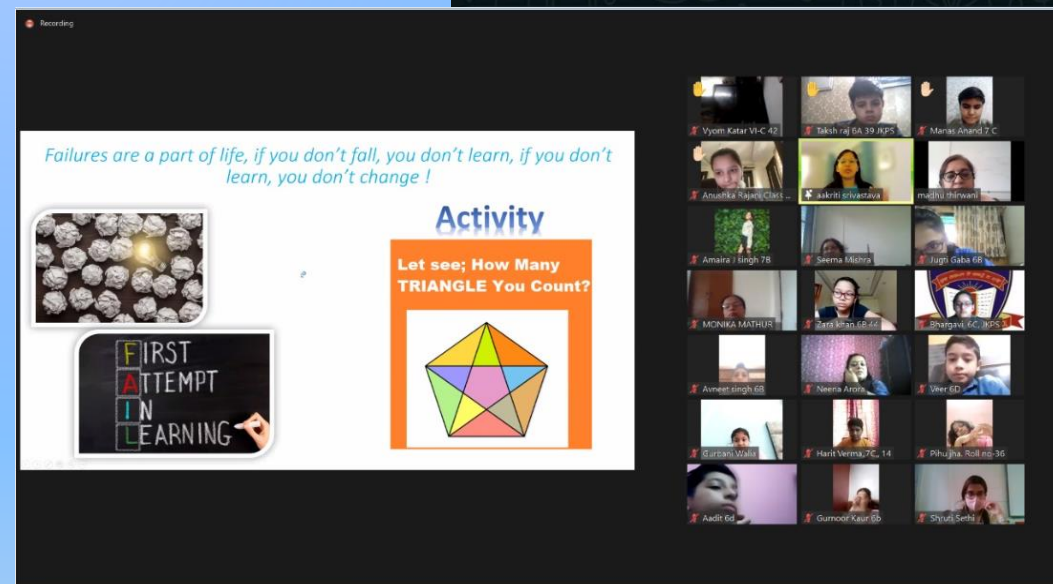 Recording
Failures are a part of life, if you don't fall, you don't learn, if you don't
learn, you don't change !
Activity
Let see; How Many
TRIANGLE You Count?
FIRST
ATTEMPT
IN
LEARNING
Vyom Katar VI-C 42
Taksh raj 6A 39 JKPS
Manas Anand 7 C
Anushka Rajani Class ...
aakriti srivastava
madhu thirwani
Amaira J singh 7B
Seema Mishra
Jugti Gaba 6B
MONIKA MATHUR
Zara khan 6B
Bhargavi, 6C, JKPS
Avneet singh 6B
Neena Arora
Veer 6D
Gurbani Walia
Harit Verma,7C, 14
Pihu jha. Roll no-36
Aadit 6d
Gurnoor Kaur 6b
Shruti Sethi